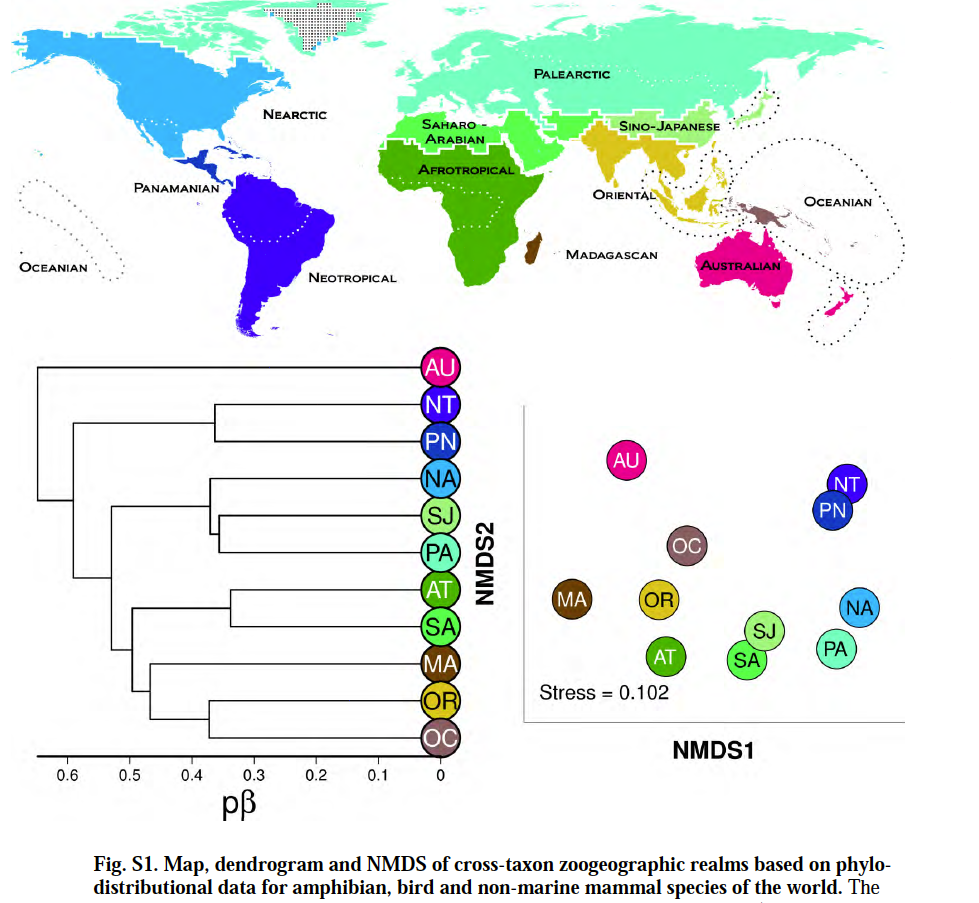 PALEARCTIC
NEARCTIC
SAHARO -
ARABIAN
SINO-JAPANESE
AFROTROPICAL
PANAMANIAN
ORIENTAL
OCEANIAN
MADAGASCAN
OCEANIAN
AUSTRALIAN
NEOTROPICAL
AU
NT
PN
NA
SJ
PA
AT
SA
MA
OR
OC
0.6 0.5 0.4 0.3 0.2 0.1 0
pβ
NMDS2
AU
NT
PN
OC
MA
OR
NA
SJ
PA
AT
SA
Stress = 0.102
NMDS1
Fig. S1. Map, dendrogram and NMDS of cross-taxon zoogeographic realms based on phylo-
distributional data for amphibian, bird and non-marine mammal species of the world. The